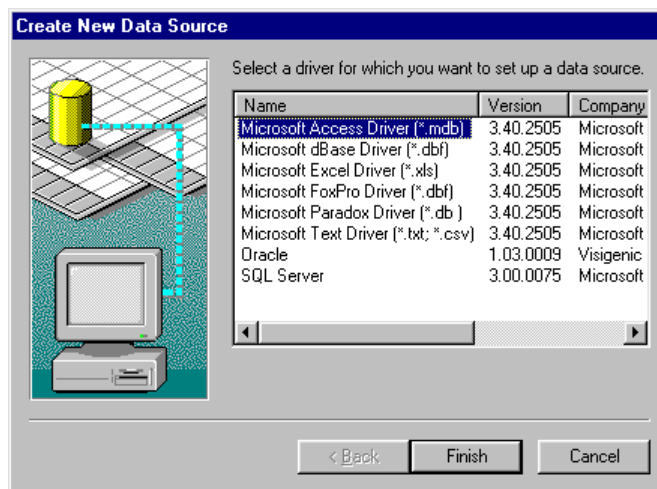 Create New Data Source
Select a driver for which you want to set up a data source.
Name Version Company
Microsoft Access Driver (*.mdb) 3.40.2505 Microsoft
Microsoft dBase Driver (*.dbf) 3.40.2505 Microsoft
Microsoft Excel Driver (*.xls) 3.40.2505 Microsoft
Microsoft FoxPro Driver (*.dbf) 3.40.2505 Microsoft
Microsoft Paradox Driver (*.db ) 3.40.2505 Microsoft
Microsoft Text Driver (*.txt; *.csv) 3.40.2505 Microsoft
Oracle 1.03.0009 Visigenic
SQL Server 3.00.0075 Microsoft
< Back Finish Cancel